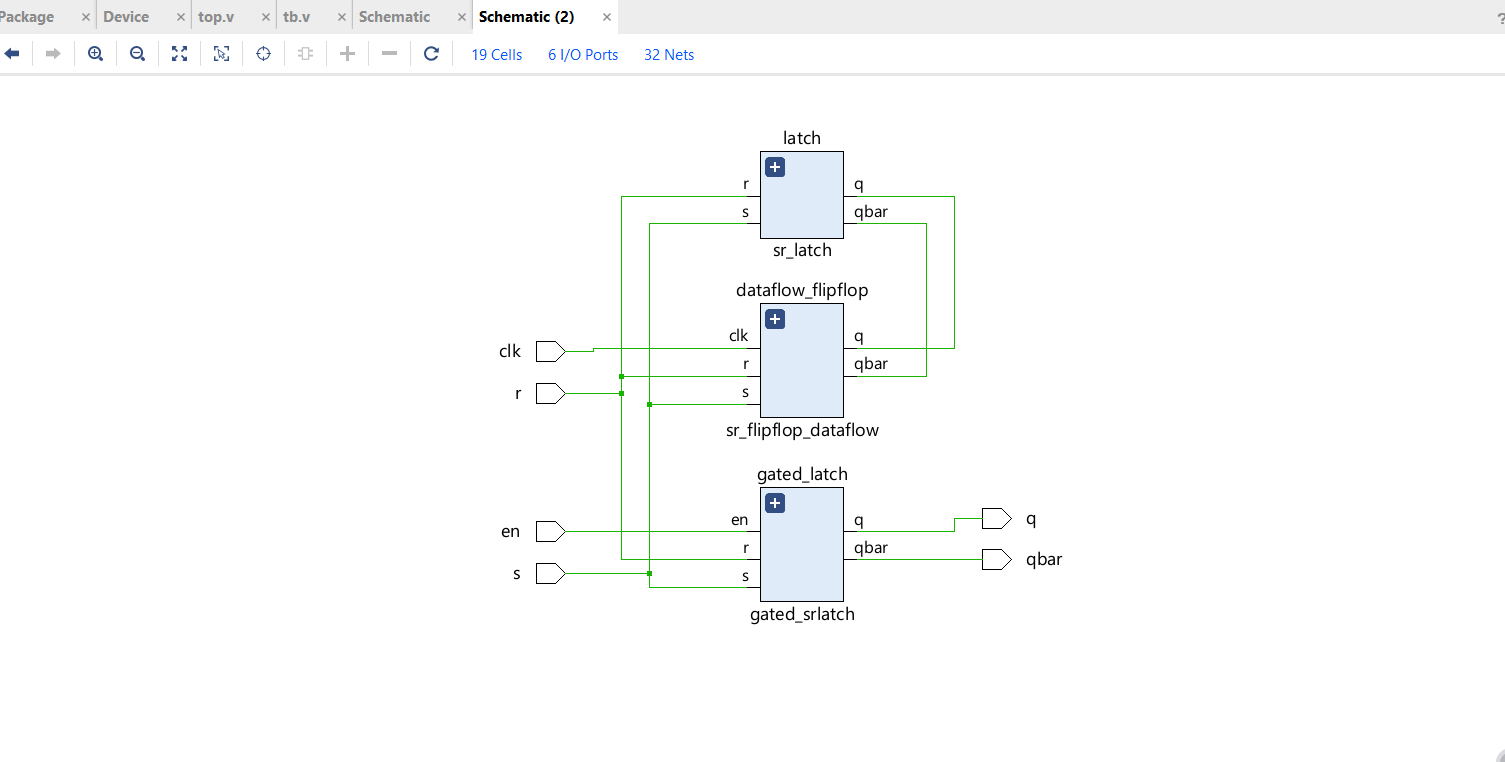 Package × Device × top.v × tb.v × Schematic × Schematic (2) × ?
19 Cells 6 I/O Ports 32 Nets
latch
r q
s qbar
sr_latch
dataflow_flipflop
clk q
clk
r qbar
r
s
sr_flipflop_dataflow
gated_latch
en q
q
en
r qbar
qbar
s
s
gated_srlatch